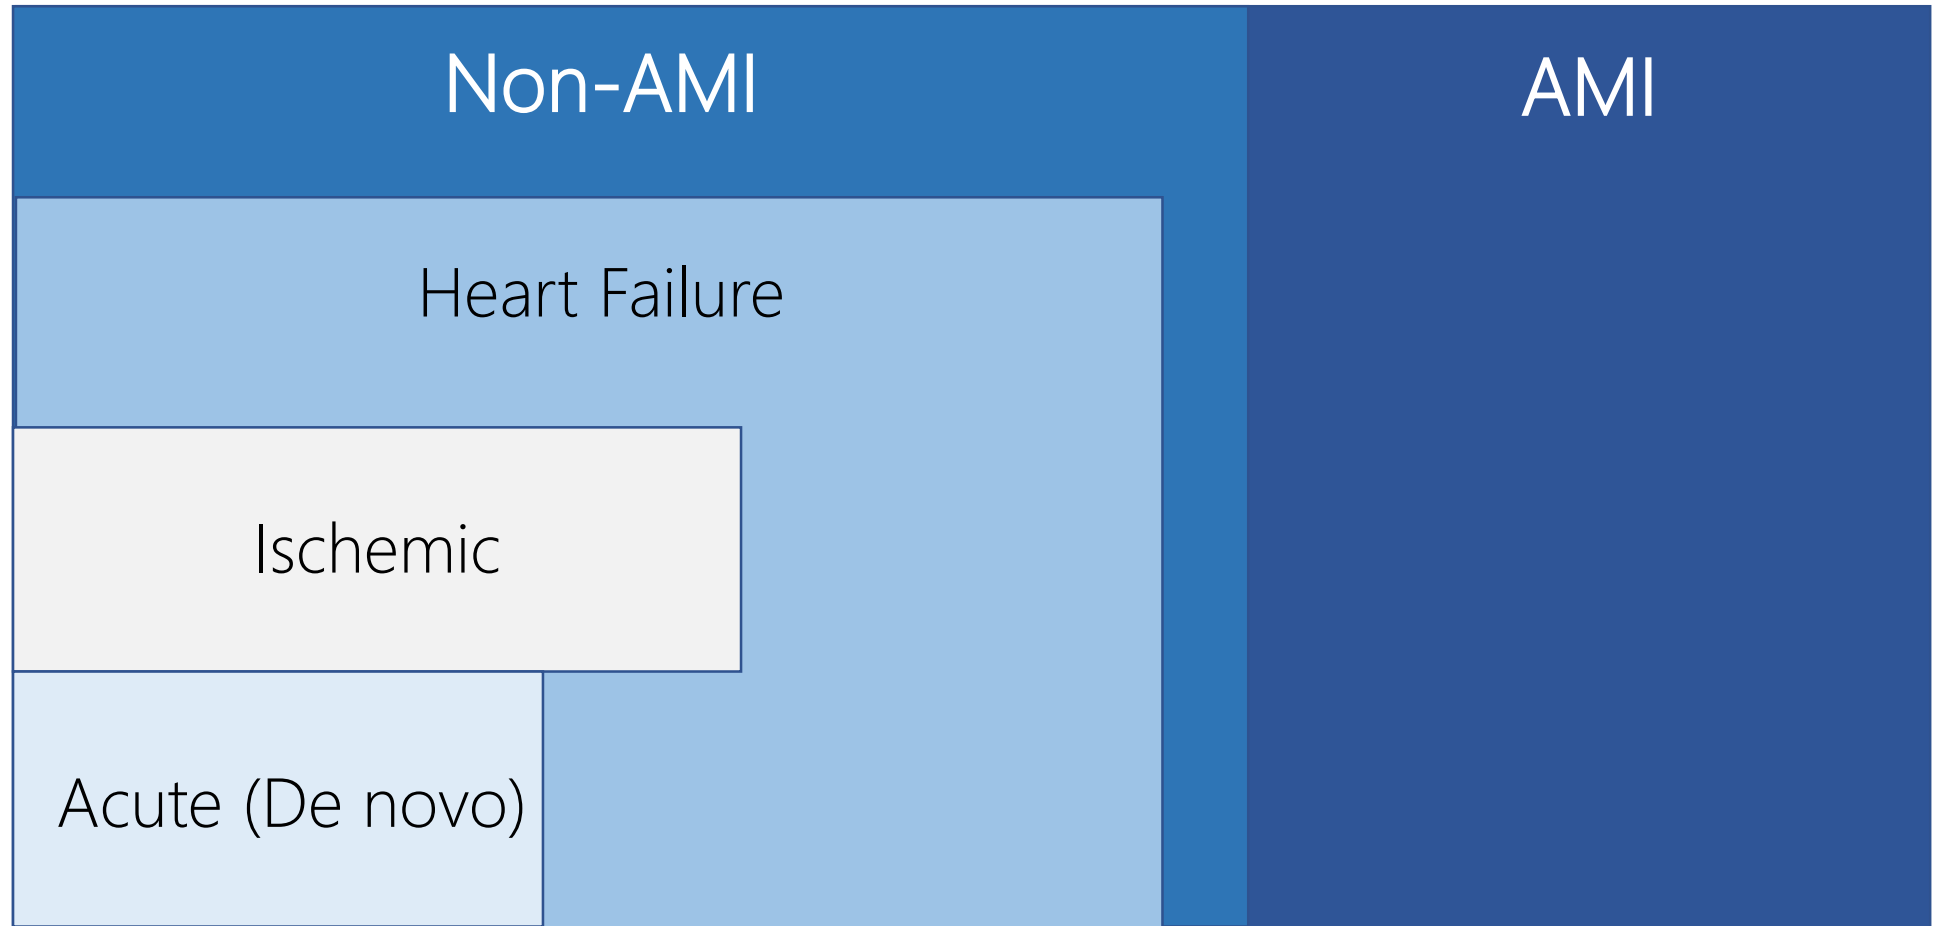 Non-AMI
AMI
Heart Failure
Ischemic
Acute (De novo)